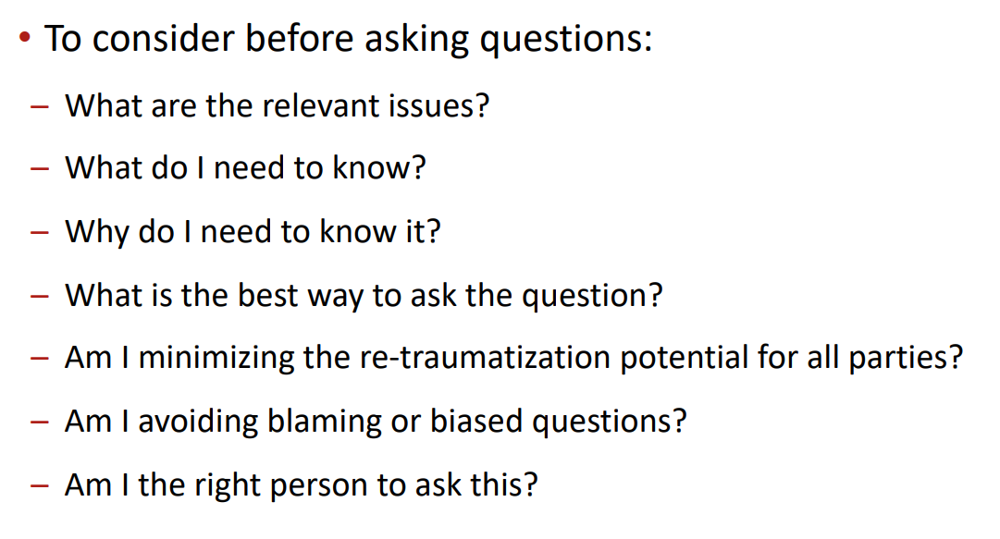 • To consider before asking questions:
– What are the relevant issues?
– What do I need to know?
– Why do I need to know it?
– What is the best way to ask the question?
– Am I minimizing the re-traumatization potential for all parties?
– Am I avoiding blaming or biased questions?
– Am I the right person to ask this?